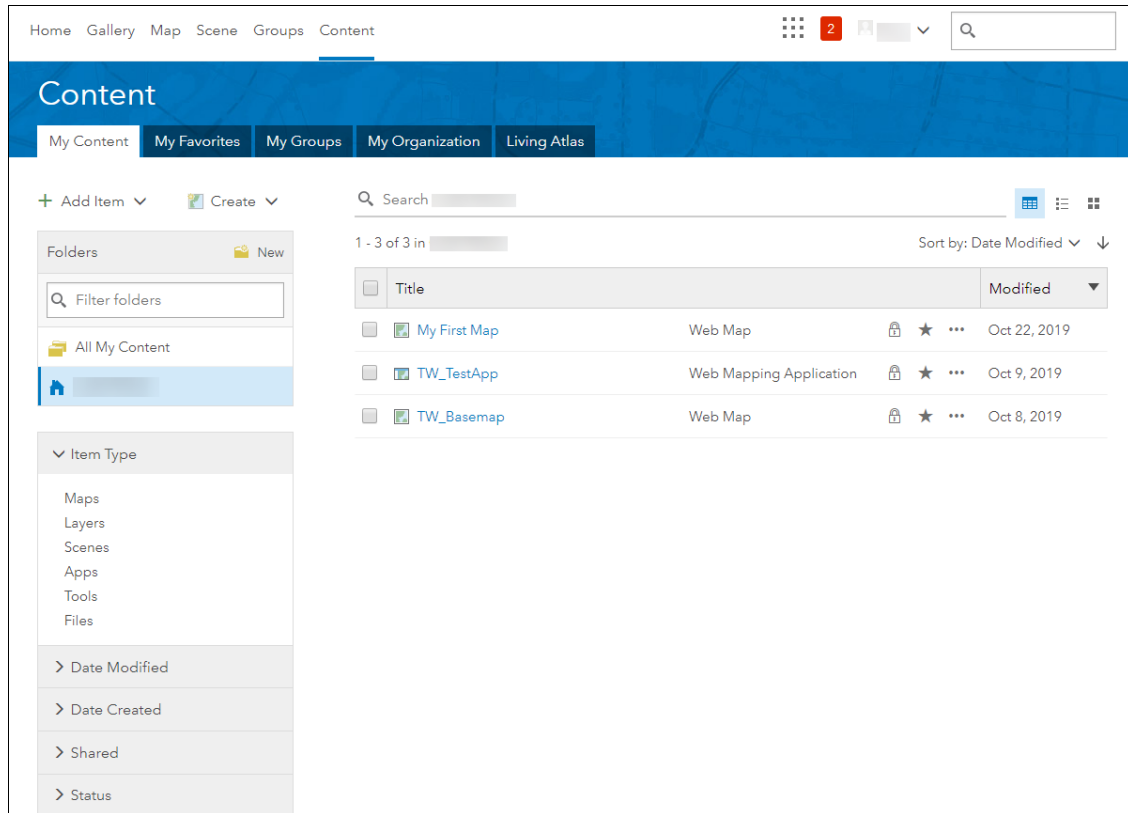 Home Gallery Map Scene Groups Content
2
Content
My Content My Favorites My Groups My Organization Living Atlas
Add Item Create
Search
Folders New
1 - 3 of 3 in
Sort by: Date Modified
Filter folders
Title Modified
All My Content
My First Map Web Map Oct 22, 2019
TW_TestApp Web Mapping Application Oct 9, 2019
TW_Basemap Web Map Oct 8, 2019
Item Type
Maps
Layers
Scenes
Apps
Tools
Files
Date Modified
Date Created
Shared
Status